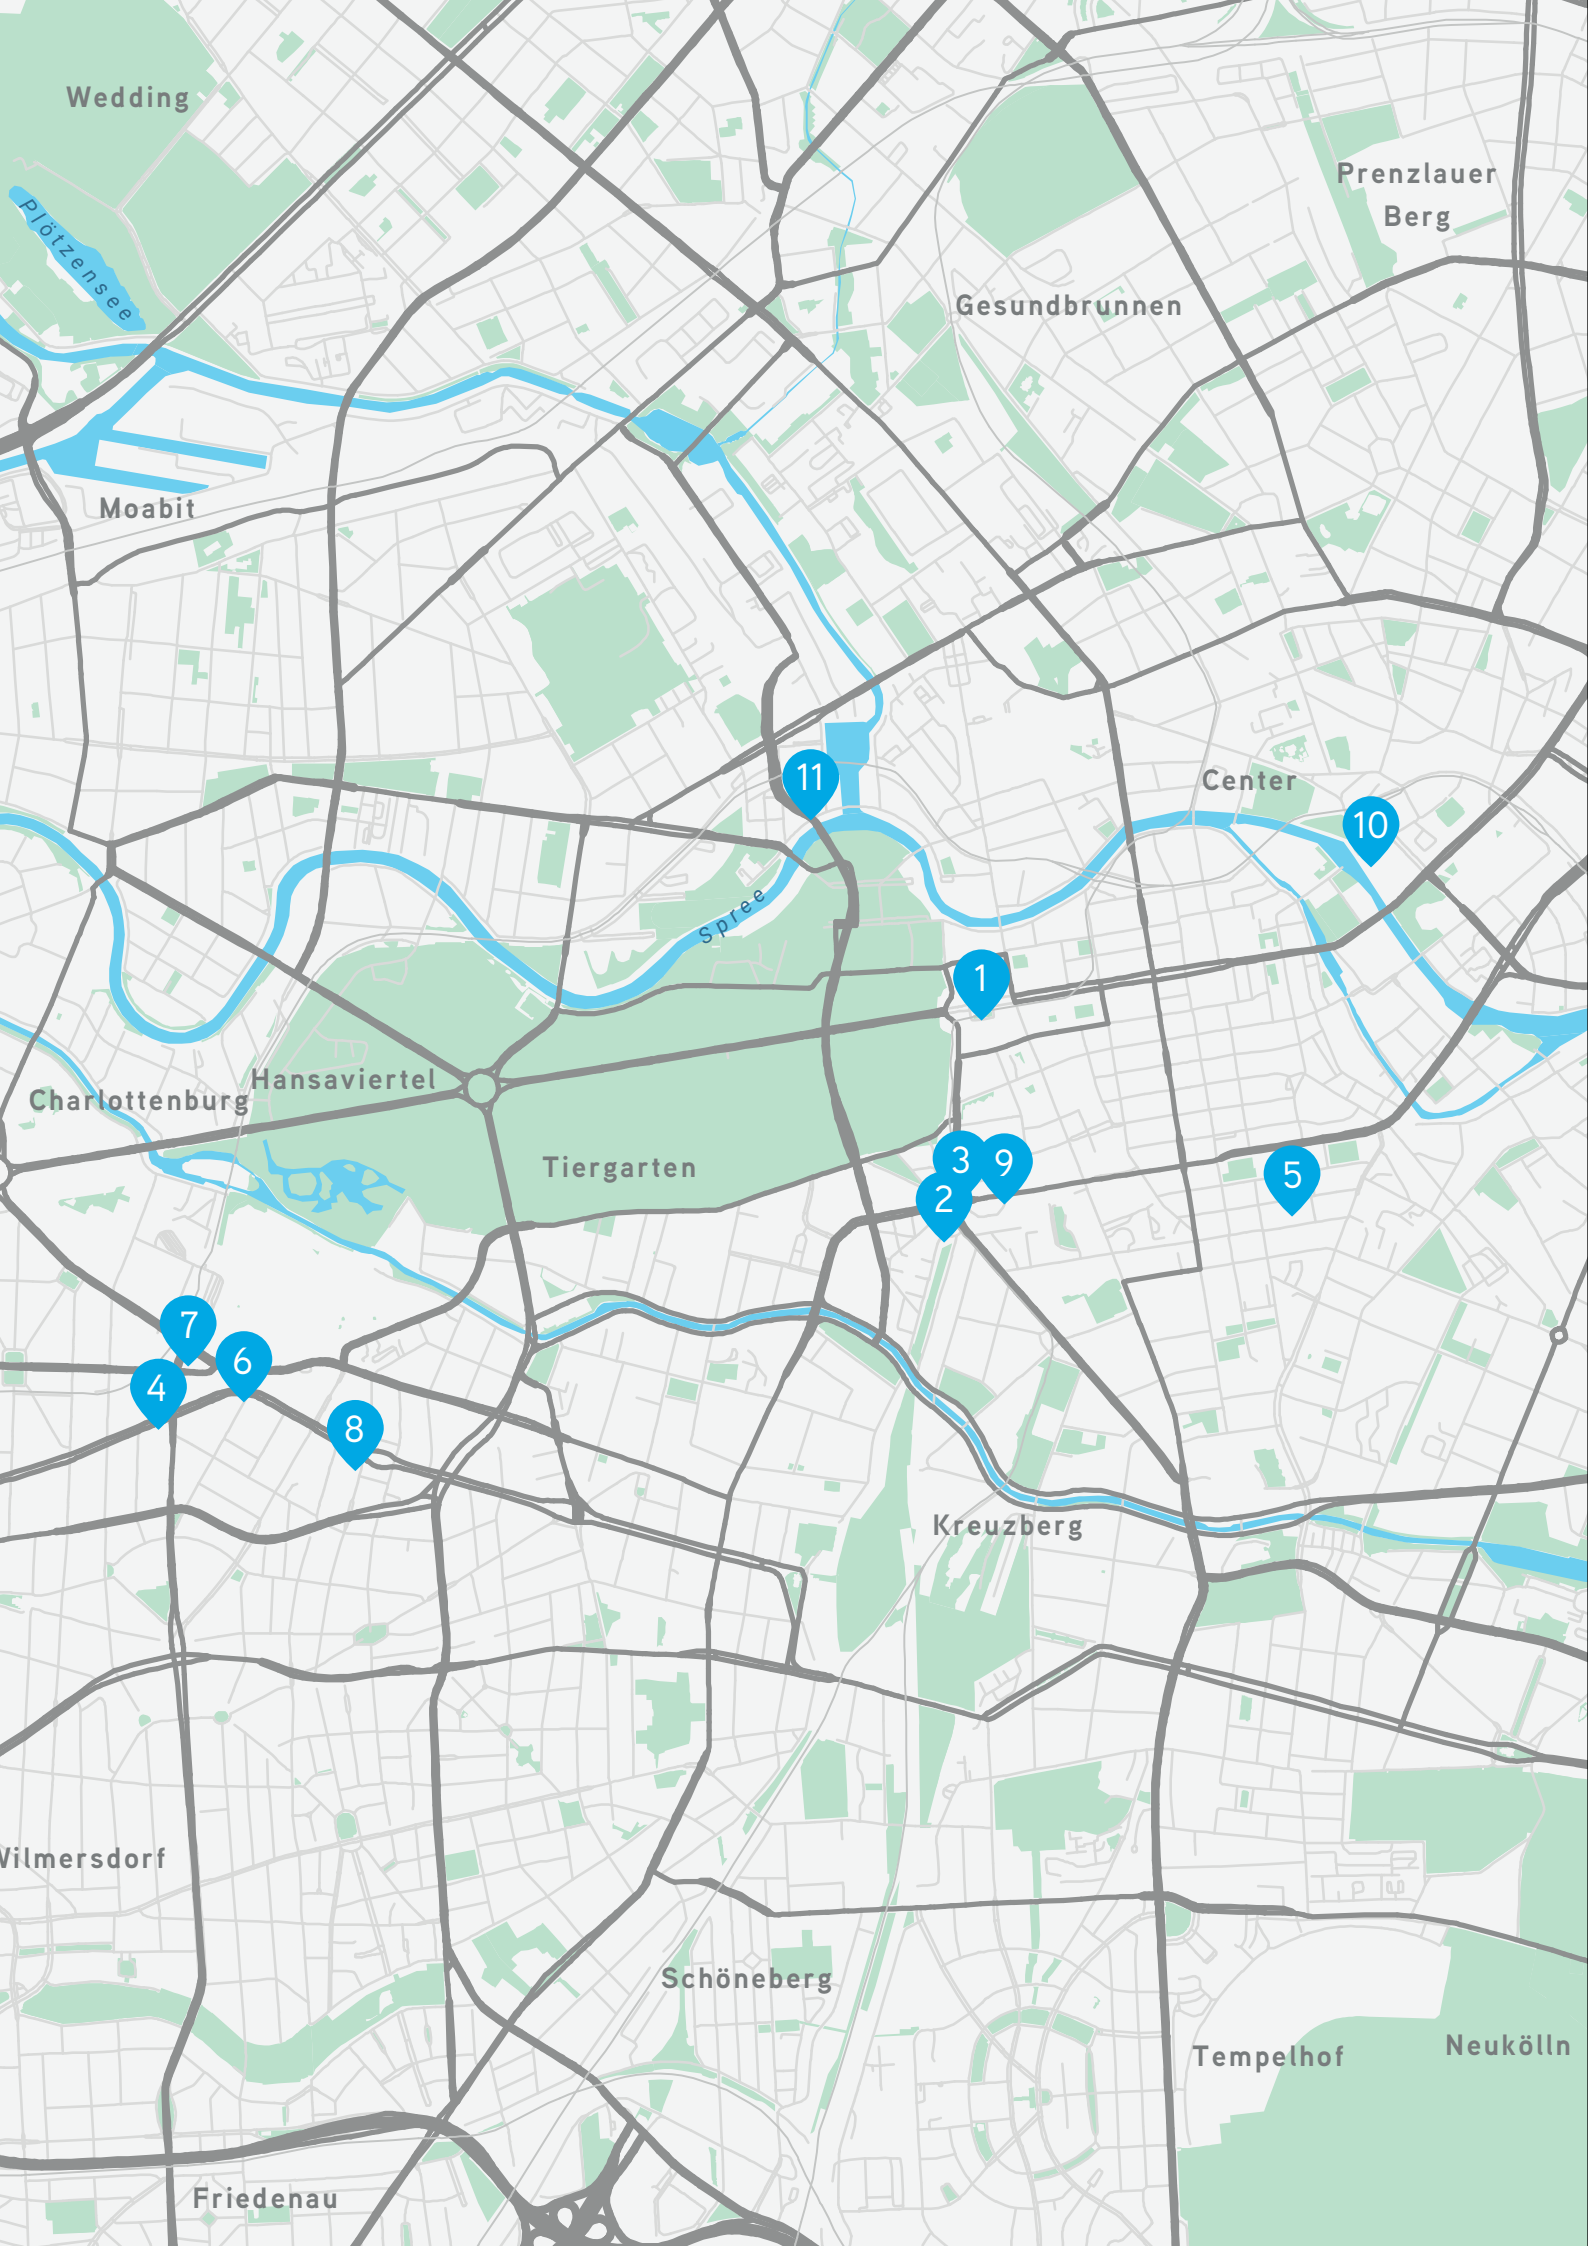 Wedding
Prenzlauer
Berg
Plötzensee
Gesundbrunnen
Moabit
11
Center
10
Spree
1
Hansaviertel
Charlottenburg
Tiergarten
3
9
5
2
7
6
4
8
Kreuzberg
Wilmersdorf
Schöneberg
Tempelhof
Neukölln
Friedenau